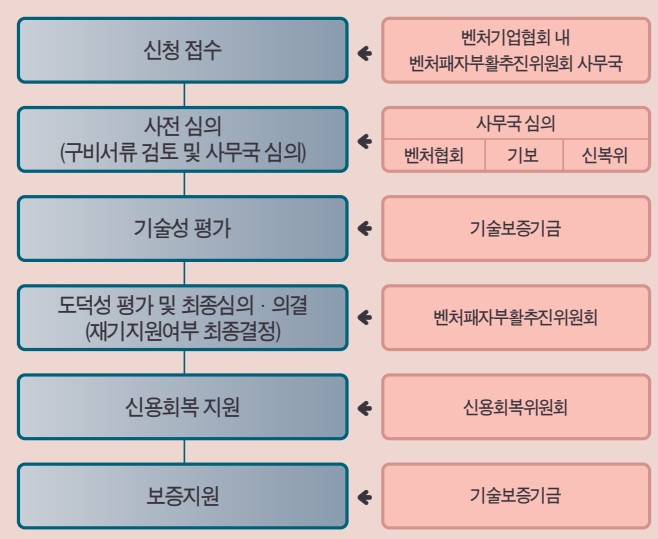 신청 접수
벤처기업협회 내
벤처패자부활추진위원회 사무국
사전 심의
(구비서류 검토 및 사무국 심의)
사무국 심의
벤처협회 기보 신복위
기술성 평가
기술보증기금
도덕성 평가 및 최종심의 · 의결
(재기지원여부 최종결정)
벤처패자부활추진위원회
신용회복 지원
신용회복위원회
보증지원
기술보증기금